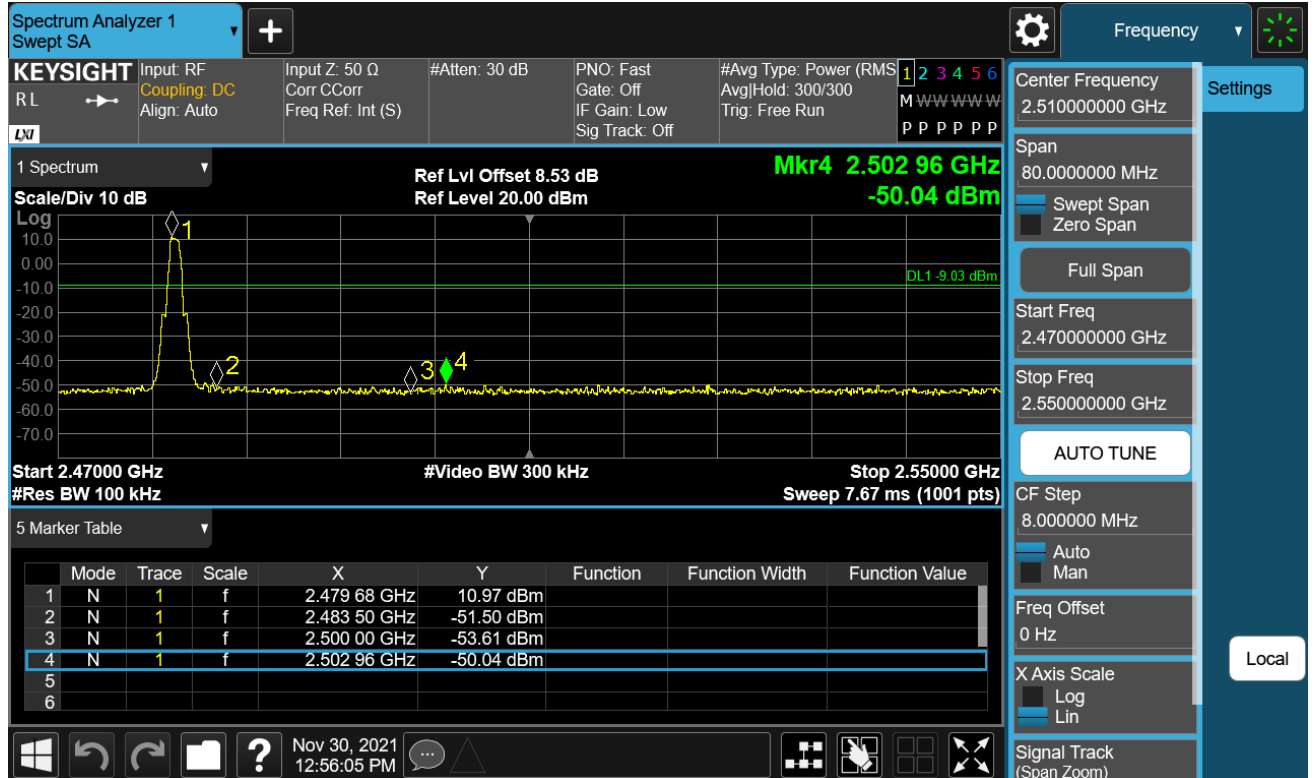 Spectrum Analyzer 1
Swept SA
Frequency
KEYSIGHT
R L
LXI
Input: RF
Coupling: DC
Align: Auto
Input Z: 50 Ω
Corr CCorr
Freq Ref: Int (S)
#Atten: 30 dB
PNO: Fast
Gate: Off
IF Gain: Low
Sig Track: Off
#Avg Type: Power (RMS
Avg|Hold: 300/300
Trig: Free Run
1 2 3 4 5 6
M W W W W W
P P P P P P
1 Spectrum
Scale/Div 10 dB
Ref Lvl Offset 8.53 dB
Ref Level 20.00 dBm
Mkr4 2.502 96 GHz
-50.04 dBm
Log
10.0
0.00
-10.0
-20.0
-30.0
-40.0
-50.0
-60.0
-70.0
1
2
3
4
DL1 -9.03 dBm
Start 2.47000 GHz
#Video BW 300 kHz
Stop 2.55000 GHz
#Res BW 100 kHz
Sweep 7.67 ms (1001 pts)
5 Marker Table
Mode Trace Scale X Y Function Function Width Function Value
1 N 1 f 2.479 68 GHz 10.97 dBm
2 N 1 f 2.483 50 GHz -51.50 dBm
3 N 1 f 2.500 00 GHz -53.61 dBm
4 N 1 f 2.502 96 GHz -50.04 dBm
5
6
?
Nov 30, 2021
12:56:05 PM
Center Frequency
2.510000000 GHz
Span
80.0000000 MHz
Swept Span
Zero Span
Full Span
Start Freq
2.470000000 GHz
Stop Freq
2.550000000 GHz
AUTO TUNE
CF Step
8.000000 MHz
Auto
Man
Freq Offset
0 Hz
X Axis Scale
Log
Lin
Signal Track
(Span Zoom)
Settings
Local